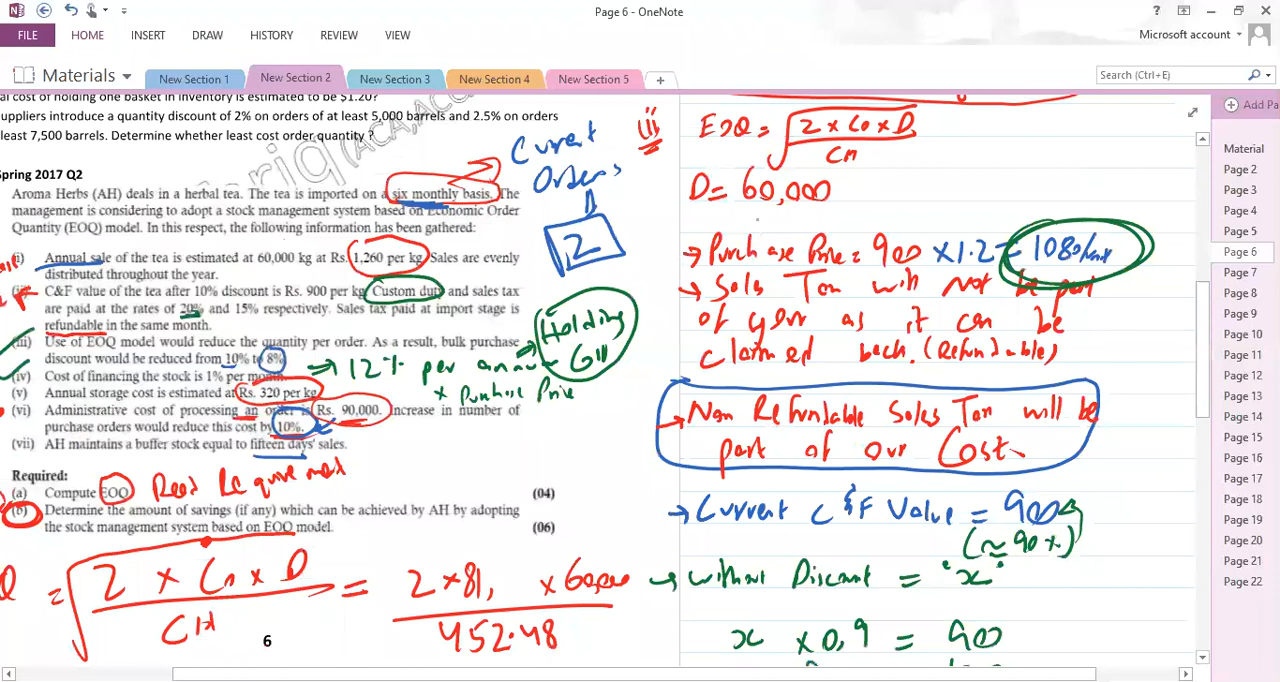 Page 6 - OneNote
FILE HOME INSERT DRAW HISTORY REVIEW VIEW
Microsoft account
Materials
New Section 1 New Section 2 New Section 3 New Section 4 New Section 5
Search (Ctrl+E)
Add Pa
al cost of holding one basket in inventory is estimated to be $1.20?
uppliers introduce a quantity discount of 2% on orders of at least 5,000 barrels and 2.5% on orders
least 7,500 barrels. Determine whether least cost order quantity ?
(ACA, ACC
Spring 2017 Q2
Aroma Herbs (AH) deals in a herbal tea. The tea is imported on a six monthly basis. The
management is considering to adopt a stock management system based on Economic Order
Quantity (EOQ) model. In this respect, the following information has been gathered:
i) Annual sale of the tea is estimated at 60,000 kg at Rs. 1,260 per kg. Sales are evenly
distributed throughout the year.
C&F value of the tea after 10% discount is Rs. 900 per kg. Custom duty and sales tax
are paid at the rates of 20% and 15% respectively. Sales tax paid at import stage is
refundable in the same month.
(iii) Use of EOQ model would reduce the quantity per order. As a result, bulk purchase
discount would be reduced from 10% to 8%
(iv) Cost of financing the stock is 1% per month.
(v) Annual storage cost is estimated at Rs. 320 per kg
(vi) Administrative cost of processing an order is Rs. 90,000. Increase in number of
purchase orders would reduce this cost by 10%.
(vii) AH maintains a buffer stock equal to fifteen days' sales.
Required:
(a) Compute EOQ (04)
(b) Determine the amount of savings (if any) which can be achieved by AH by adopting
the stock management system based on EOQ model. (06)
6
Current
Orders
2
Holding
12% per annum
x Purchase Price
Read Requirement
= √ 2 x Co x D / CH = 2 x 81, x 60,000 / 452.48
(ii)
EOQ = √ 2 x Co x D / CH
D = 60,000
→ Purchase Price = 900 x 1.2 = 1080/unit
→ Sales Tax will not be part
of year as it can be
claimed back. (Refundable)
→ Non Refundable Sales Tax will be
part of our Cost
→ Current C & F Value = 900
(≈ 90%)
→ without Discount = 'x'
x x 0.9 = 900
Material
Page 2
Page 3
Page 4
Page 5
Page 6
Page 7
Page 8
Page 9
Page 10
Page 11
Page 12
Page 13
Page 14
Page 15
Page 16
Page 17
Page 18
Page 19
Page 20
Page 21
Page 22